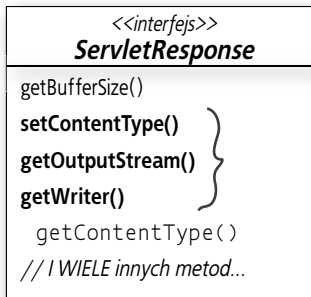 <<interfejs>>
ServletResponse
getBufferSize()
setContentType()
getOutputStream()
getWriter()
getContentType()
// I WIELE innych metod...